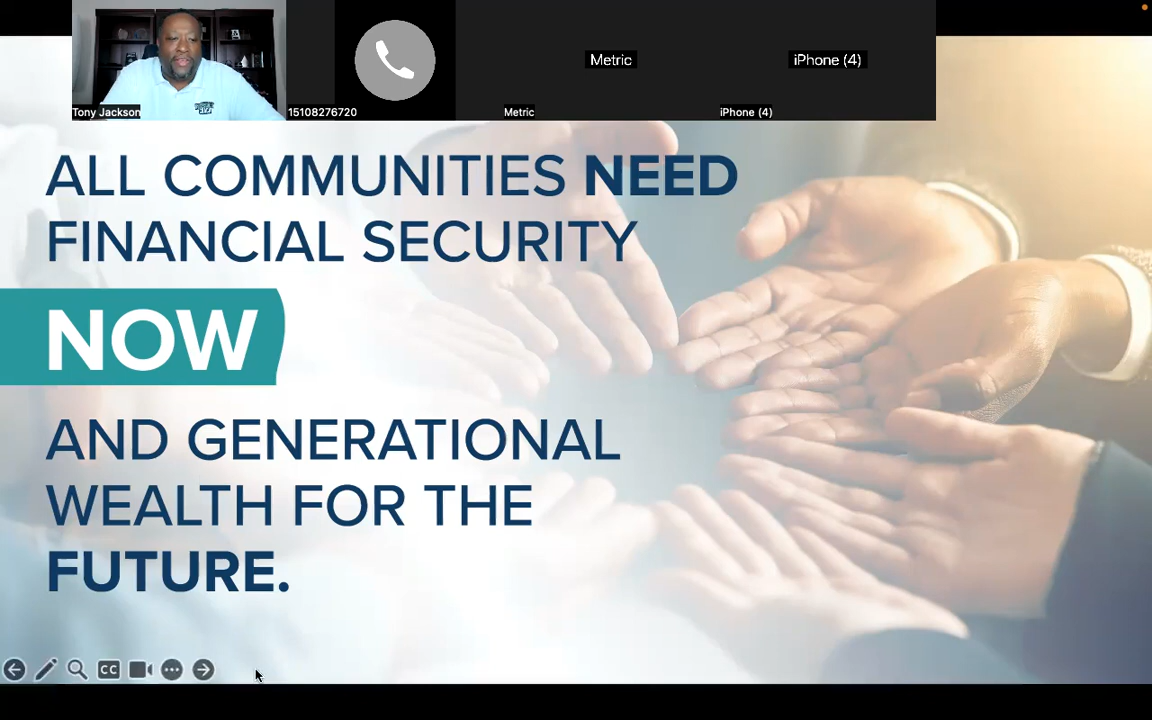 Metric
iPhone (4)
Tony Jackson
15108276720
Metric
iPhone (4)
ALL COMMUNITIES NEED
FINANCIAL SECURITY
NOW
AND GENERATIONAL
WEALTH FOR THE
FUTURE.
CC